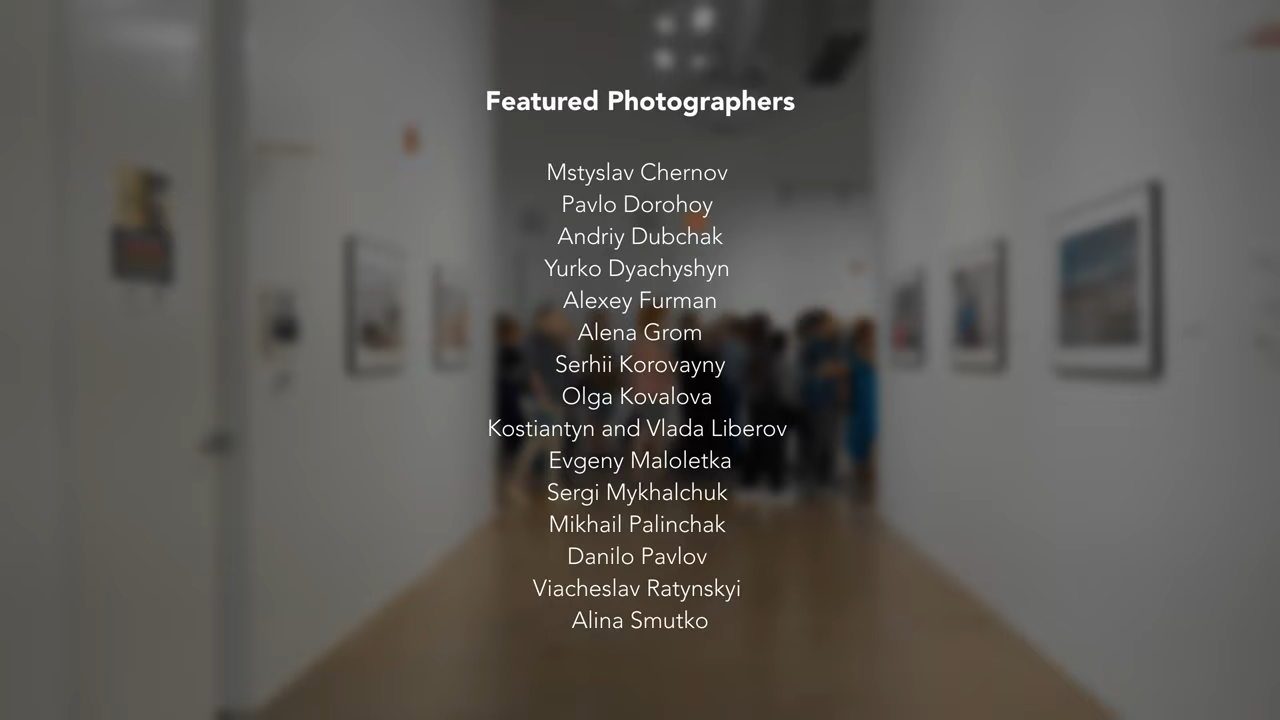 Featured Photographers
Mstyslav Chernov
Pavlo Dorohoy
Andriy Dubchak
Yurko Dyachyshyn
Alexey Furman
Alena Grom
Serhii Korovayny
Olga Kovalova
Kostiantyn and Vlada Liberov
Evgeny Maloletka
Sergi Mykhalchuk
Mikhail Palinchak
Danilo Pavlov
Viacheslav Ratynskyi
Alina Smutko